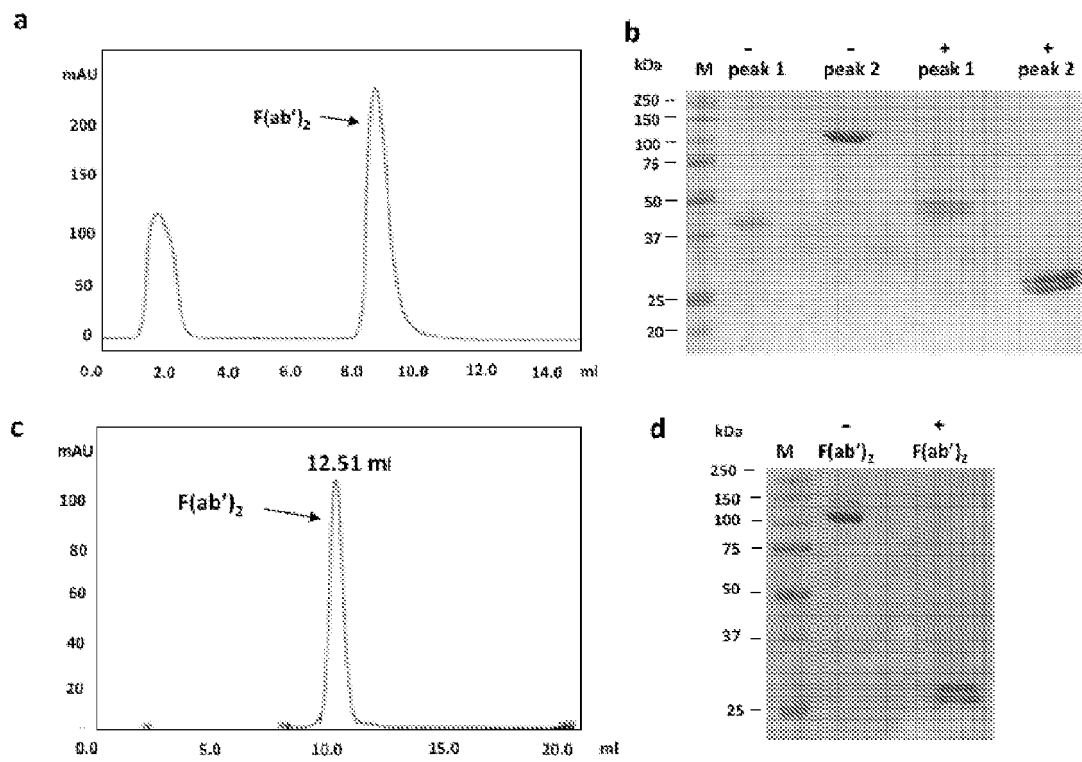 a
mAU
200
150
100
50
0
F(ab')₂
0.0 2.0 4.0 6.0 8.0 10.0 12.0 14.0 ml
b
kDa M - peak 1 - peak 2 + peak 1 + peak 2
250
150
100
75
50
37
25
20
c
mAU
100
80
60
40
20
12.51 ml
F(ab')₂
0.0 5.0 10.0 15.0 20.0 ml
d
kDa M - F(ab')₂ + F(ab')₂
250
150
100
75
50
37
25